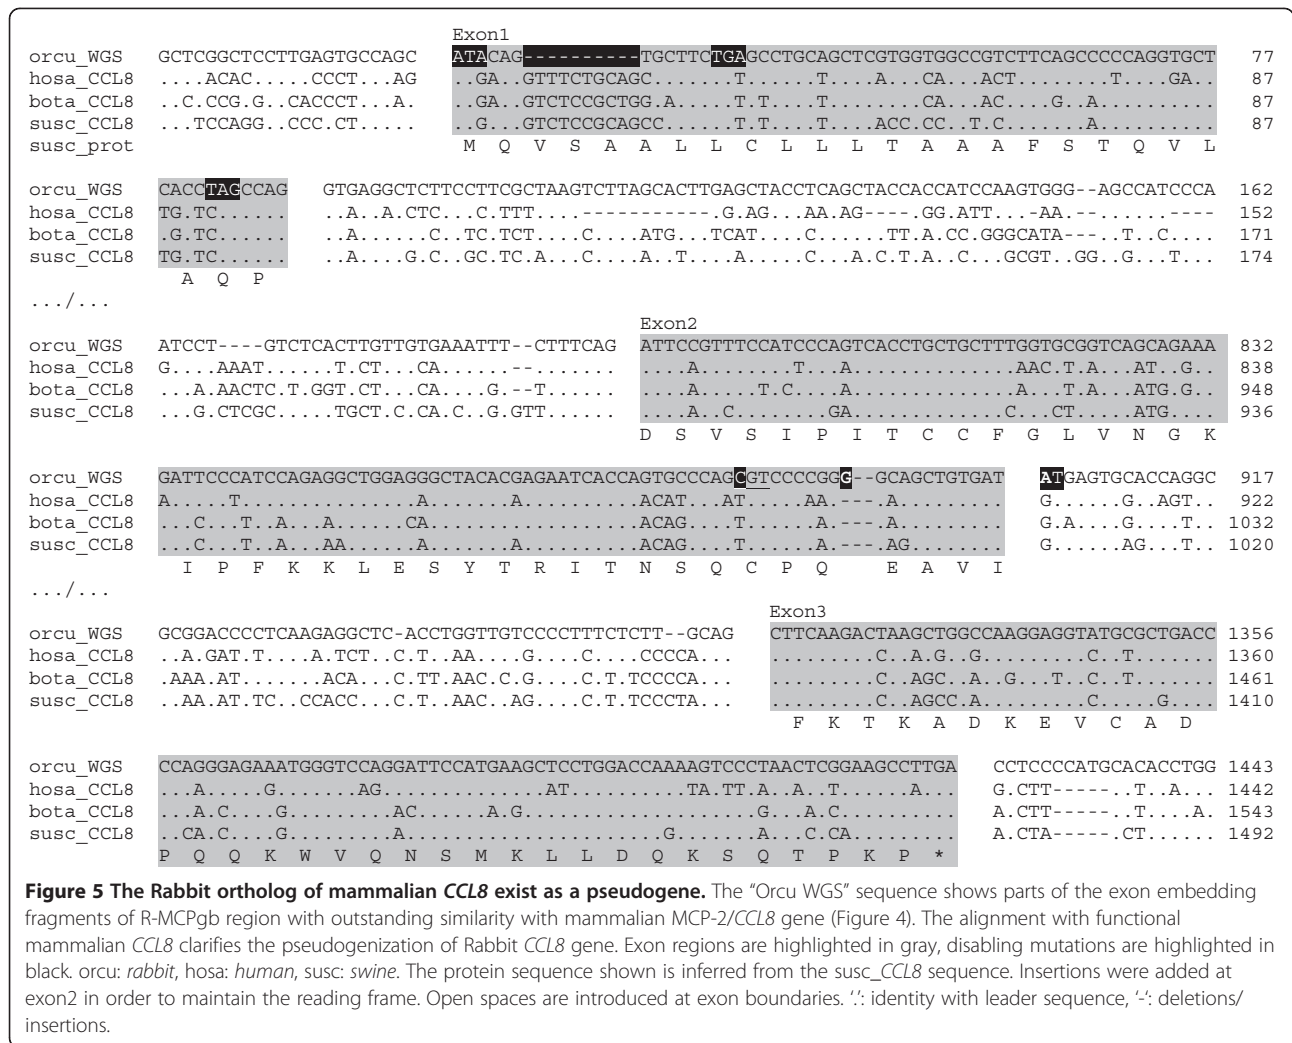 Exon1
orcu_WGS GCTCGGCTCCTTGAGTGCCAGC ATACAG----------TGCTTCTGAGCCTGCAGCTCGTGGTGGCCGTCTTCAGCCCCCAGGTGCT 77
hosa_CCL8 ....ACAC.....CCCT...AG ..GA..GTTTCTGCAGC.......T......T....A...CA...ACT........T....GA.. 87
bota_CCL8 ..C.CCG.G..CACCCT...A. ..GA..GTCTCCGCTGG.A.....T.T....T........CA...AC....G..A.......... 87
susc_CCL8 ...TCCAGG..CCC.CT..... ..G...GTCTCCGCAGCC......T.T....T....ACC.CC..T.C.......A.......... 87
susc_prot M Q V S A A L L C L L L T A A A F S T Q V L
orcu_WGS CACCTAGCCAG GTGAGGCTCTTCCTTCGCTAAGTCTTAGCACTTGAGCTACCTCAGCTACCACCATCCAAGTGGG--AGCCATCCCA 162
hosa_CCL8 TG.TC...... ..A..A.CTC...C.TTT....-----------.G.AG...AA.AG----.GG.ATT...-AA.--......---- 152
bota_CCL8 .G.TC...... ..A......C..TC.TCT....C....ATG...TCAT....C......TT.A.CC.GGGCATA---..T..C.... 171
susc_CCL8 TG.TC...... ..A....G.C..GC.TC.A...C....A..T....A.....C...A.C.T.A..C...GCGT..GG..G...T... 174
A Q P
.../...
Exon2
orcu_WGS ATCCT----GTCTCACTTGTTGTGAAATTT--CTTTCAG ATTCCGTTTCCATCCCAGTCACCTGCTGCTTTGGTGCGGTCAGCAGAAA 832
hosa_CCL8 G....AAAT......T.CT...CA.....--....... ....A........T...A..............AAC.T.A...AT..G.. 838
bota_CCL8 ...A.AACTC.T.GGT.CT...CA....G.--T...... ....A.....T.C....A..............A...T.A...ATG.G.. 948
susc_CCL8 ...G.CTCGC.....TGCT.C.CA.C..G.GTT...... ....A..C........GA.............C...CT....ATG..... 936
D S V S I P I T C C F G L V N G K
orcu_WGS GATTCCCATCCAGAGAGGCTGGAGGGCTACACGAGAATCACCAGTGCCCAGCGTCCCCGGG--GCAGCTGTGAT ATGAGTGCACCAGGC 917
hosa_CCL8 A.....T...............A.......A..........ACAT...AT.....AA..---.A......... G......G..AGT.. 922
bota_CCL8 ...C...T..A...A......CA...................ACAG....T......A.---.A......... G.A....G....T.. 1032
susc_CCL8 ...C...T..A...AA......A.......A..........ACAG....T......A.---.AG........ G......AG...T.. 1020
I P F K K L E S Y T R I T N S Q C P Q E A V I
.../...
Exon3
orcu_WGS GCGGACCCCTCAAGAGGCTC-ACCTGGTTGTCCCCTTTCTCTT--GCAG CTTCAAGACTAAGCTGGCCAAGGAGGTATGCGCTGACC 1356
hosa_CCL8 ..A.GAT.T....A.TCT..C.T..AA....G....C....CCCCA... .........C..A.G..G.........C..T....... 1360
bota_CCL8 .AAA.AT.......ACA...C.TT.AAC.C.G....C.T.TCCCCA... .........C..AGC..A..G...T..C..T....... 1461
susc_CCL8 ..AA.AT.TC..CCACC...C.T..AAC..AG....C.T.TCCCTA... .........C..AGCC.A.........C.....G.... 1410
F K T K A D K E V C A D
orcu_WGS CCAGGGAGAAATGGGTCCAGGATTCCATGAAGCTCCTGGACCAAAAGTCCCTAACTCGGAAGCCTTGA CCTCCCCATGCACACCTGG 1443
hosa_CCL8 ...A.....G.......AG..............AT..........TA.TT.A..A..T......A... G.CTT-----...T..A.. 1442
bota_CCL8 ...A.C....G.........AC......A.G....................G...A.C.......... A.CTT-----...T....A. 1543
susc_CCL8 ..CA.C....G.........A......................G.......A...C.CA......... A.CTA-----..CT...... 1492
P Q Q K W V Q N S M K L L D Q K S Q T P K P *
Figure 5 The Rabbit ortholog of mammalian CCL8 exist as a pseudogene. The "Orcu WGS" sequence shows parts of the exon embedding
fragments of R-MCPgb region with outstanding similarity with mammalian MCP-2/CCL8 gene (Figure 4). The alignment with functional
mammalian CCL8 clarifies the pseudogenization of Rabbit CCL8 gene. Exon regions are highlighted in gray, disabling mutations are highlighted in
black. orcu: rabbit, hosa: human, susc: swine. The protein sequence shown is inferred from the susc_CCL8 sequence. Insertions were added at
exon2 in order to maintain the reading frame. Open spaces are introduced at exon boundaries. '.': identity with leader sequence, '-': deletions/
insertions.